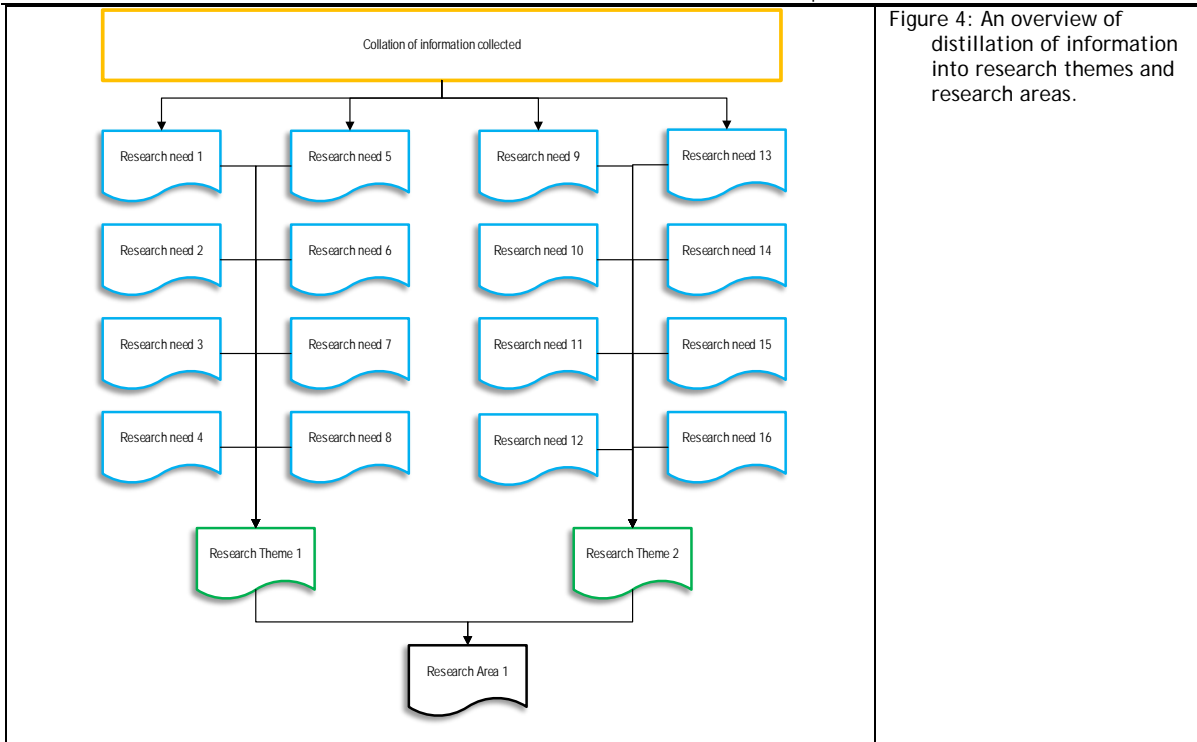 Collation of information collected
Figure 4: An overview of
distillation of information
into research themes and
research areas.
Research need 1
Research need 5
Research need 9
Research need 13
Research need 2
Research need 6
Research need 10
Research need 14
Research need 3
Research need 7
Research need 11
Research need 15
Research need 4
Research need 8
Research need 12
Research need 16
Research Theme 1
Research Theme 2
Research Area 1